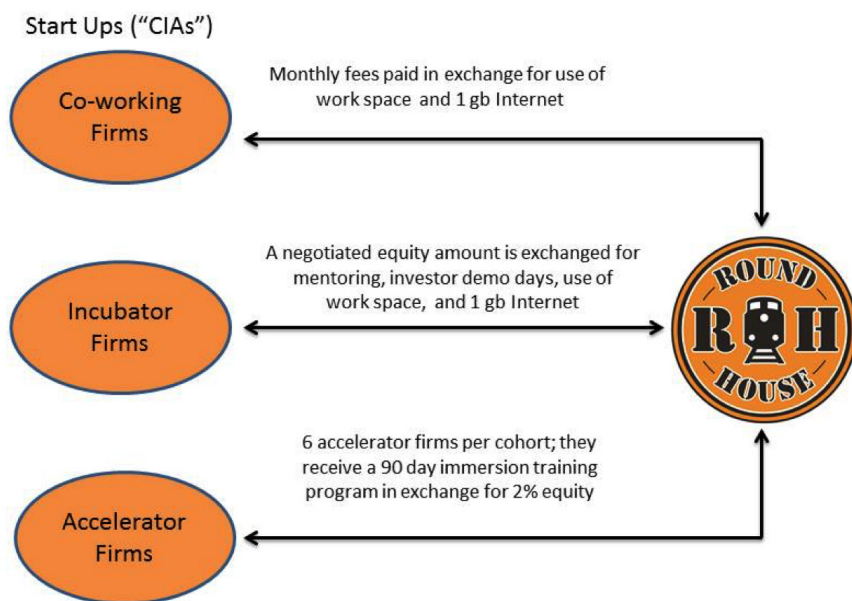 Start Ups ("CIAs")
Co-working
Firms
Monthly fees paid in exchange for use of
work space and 1 gb Internet
Incubator
Firms
A negotiated equity amount is exchanged for
mentoring, investor demo days, use of
work space, and 1 gb Internet
ROUND
R H
HOUSE
Accelerator
Firms
6 accelerator firms per cohort; they
receive a 90 day immersion training
program in exchange for 2% equity